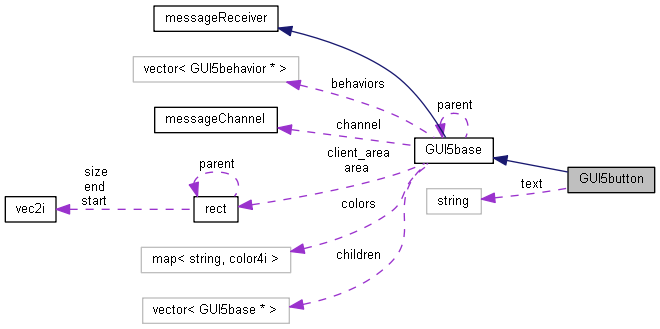 messageReceiver
vector< GUI5behavior * >
behaviors
parent
messageChannel
channel
GUI5base
client_area
area
parent
size
end
start
GUI5button
text
vec2i
rect
string
colors
map< string, color4i >
children
vector< GUI5base * >